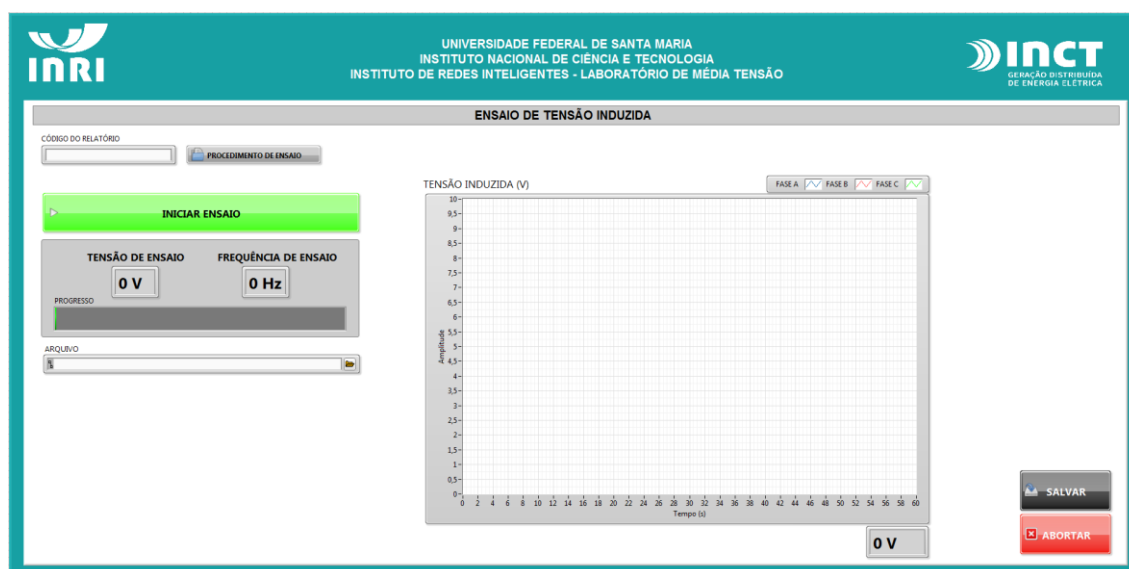 INRI
UNIVERSIDADE FEDERAL DE SANTA MARIA
INSTITUTO NACIONAL DE CIÊNCIA E TECNOLOGIA
INSTITUTO DE REDES INTELIGENTES - LABORATÓRIO DE MÉDIA TENSÃO
INCT
GERAÇÃO DISTRIBUÍDA
DE ENERGIA ELÉTRICA
ENSAIO DE TENSÃO INDUZIDA
CÓDIGO DO RELATÓRIO
PROCEDIMENTO DE ENSAIO
INICIAR ENSAIO
TENSÃO DE ENSAIO FREQUÊNCIA DE ENSAIO
0 V 0 Hz
PROGRESSO
ARQUIVO
TENSÃO INDUZIDA (V)
FASE A FASE B FASE C
10
9,5
9
8,5
8
7,5
7
6,5
6
5,5
5
4,5
4
3,5
3
2,5
2
1,5
1
0,5
0
Amplitude
0 2 4 6 8 10 12 14 16 18 20 22 24 26 28 30 32 34 36 38 40 42 44 46 48 50 52 54 56 58 60
Tempo (s)
0 V
SALVAR
ABORTAR